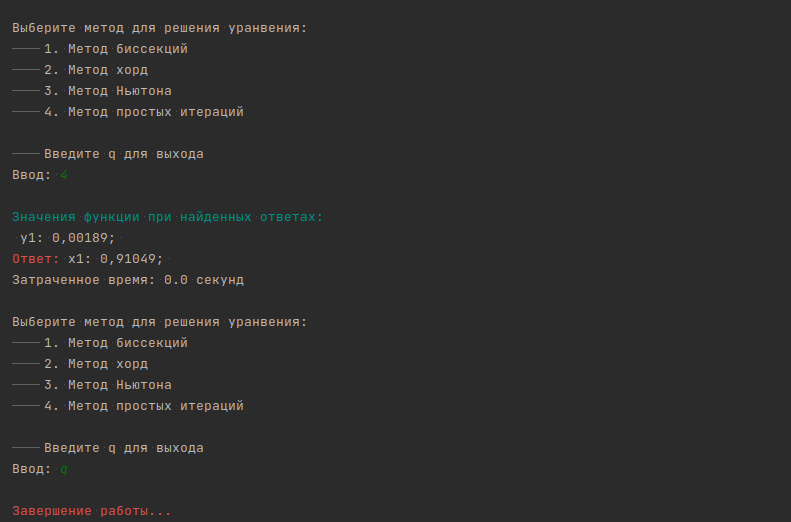 Выберите метод для решения уранвения:
1. Метод биссекций
2. Метод хорд
3. Метод Ньютона
4. Метод простых итераций
Введите q для выхода
Ввод: 4
Значения функции при найденных ответах:
y1: 0,00189;
Ответ: x1: 0,91049;
Затраченное время: 0.0 секунд
Выберите метод для решения уранвения:
1. Метод биссекций
2. Метод хорд
3. Метод Ньютона
4. Метод простых итераций
Введите q для выхода
Ввод: q
Завершение работы...